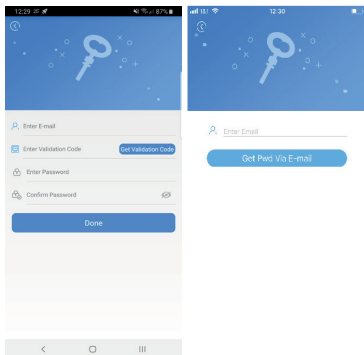 12:29
87%
Enter E-mail
Enter Validation Code
Get Validation Code
Enter Password
Confirm Password
Done
12:30
Enter Email
Get Pwd Via E-mail